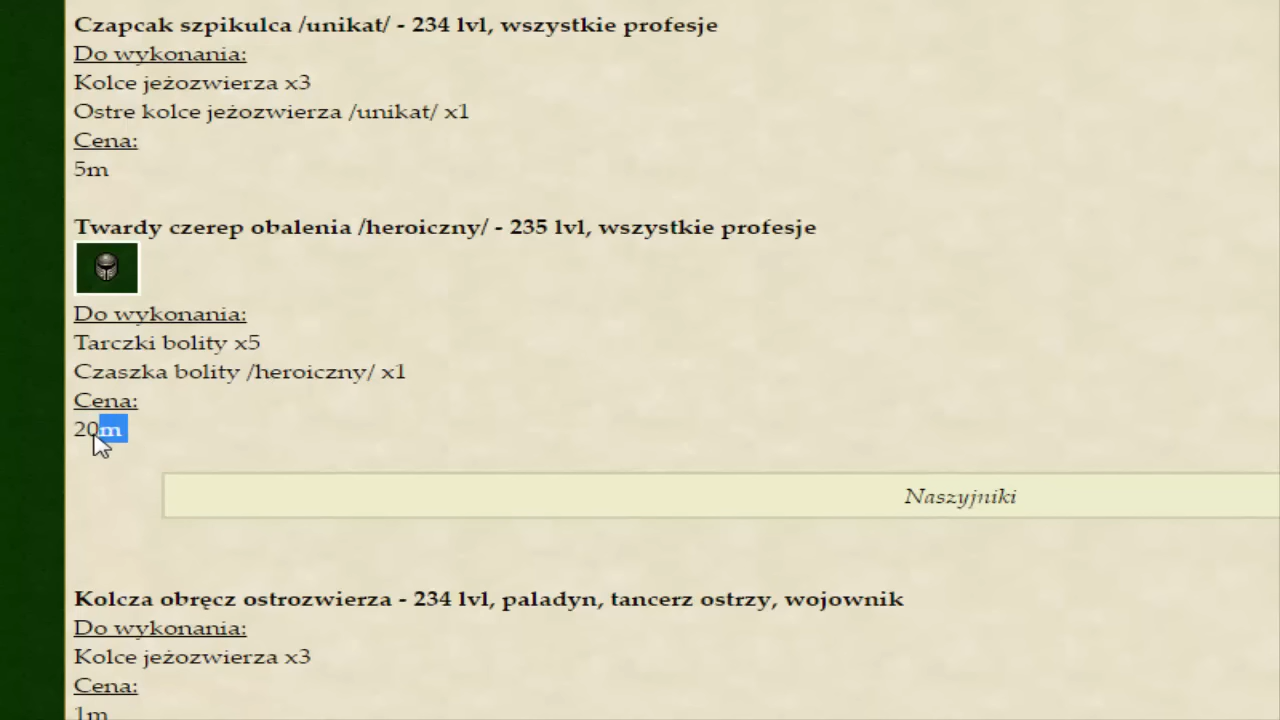 Czapcak szpikulca /unikat/ - 234 lvl, wszystkie profesje
Do wykonania:
Kolce jeżozwierza x3
Ostre kolce jeżozwierza /unikat/ x1
Cena:
5m
Twardy czerep obalenia /heroiczny/ - 235 lvl, wszystkie profesje
Do wykonania:
Tarczki bolity x5
Czaszka bolity /heroiczny/ x1
Cena:
20m
Naszyjniki
Kolcza obręcz ostrozwierza - 234 lvl, paladyn, tancerz ostrzy, wojownik
Do wykonania:
Kolce jeżozwierza x3
Cena:
1m